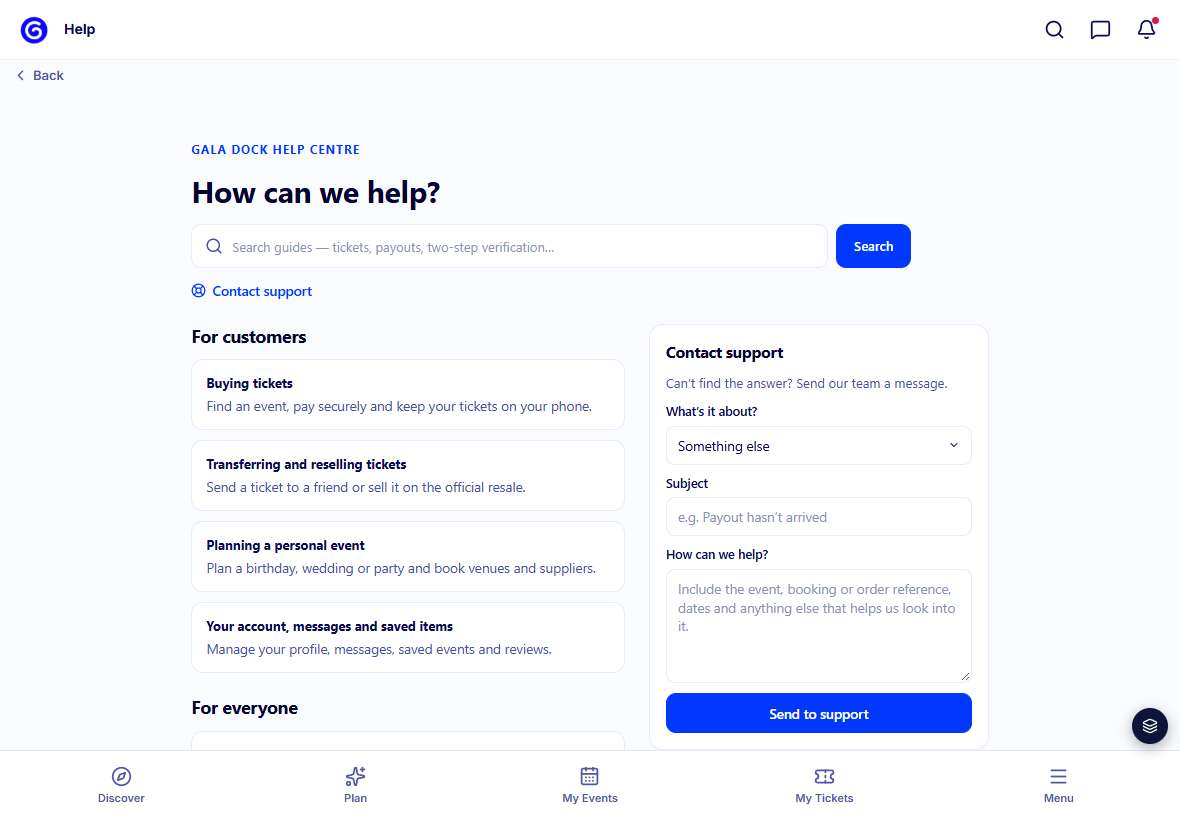 Help
Back
GALA DOCK HELP CENTRE
How can we help?
Search guides — tickets, payouts, two-step verification...
Search
Contact support
For customers
Buying tickets
Find an event, pay securely and keep your tickets on your phone.
Transferring and reselling tickets
Send a ticket to a friend or sell it on the official resale.
Planning a personal event
Plan a birthday, wedding or party and book venues and suppliers.
Your account, messages and saved items
Manage your profile, messages, saved events and reviews.
For everyone
Contact support
Can't find the answer? Send our team a message.
What's it about?
Something else
Subject
e.g. Payout hasn't arrived
How can we help?
Include the event, booking or order reference,
dates and anything else that helps us look into
it.
Send to support
Discover
Plan
My Events
My Tickets
Menu